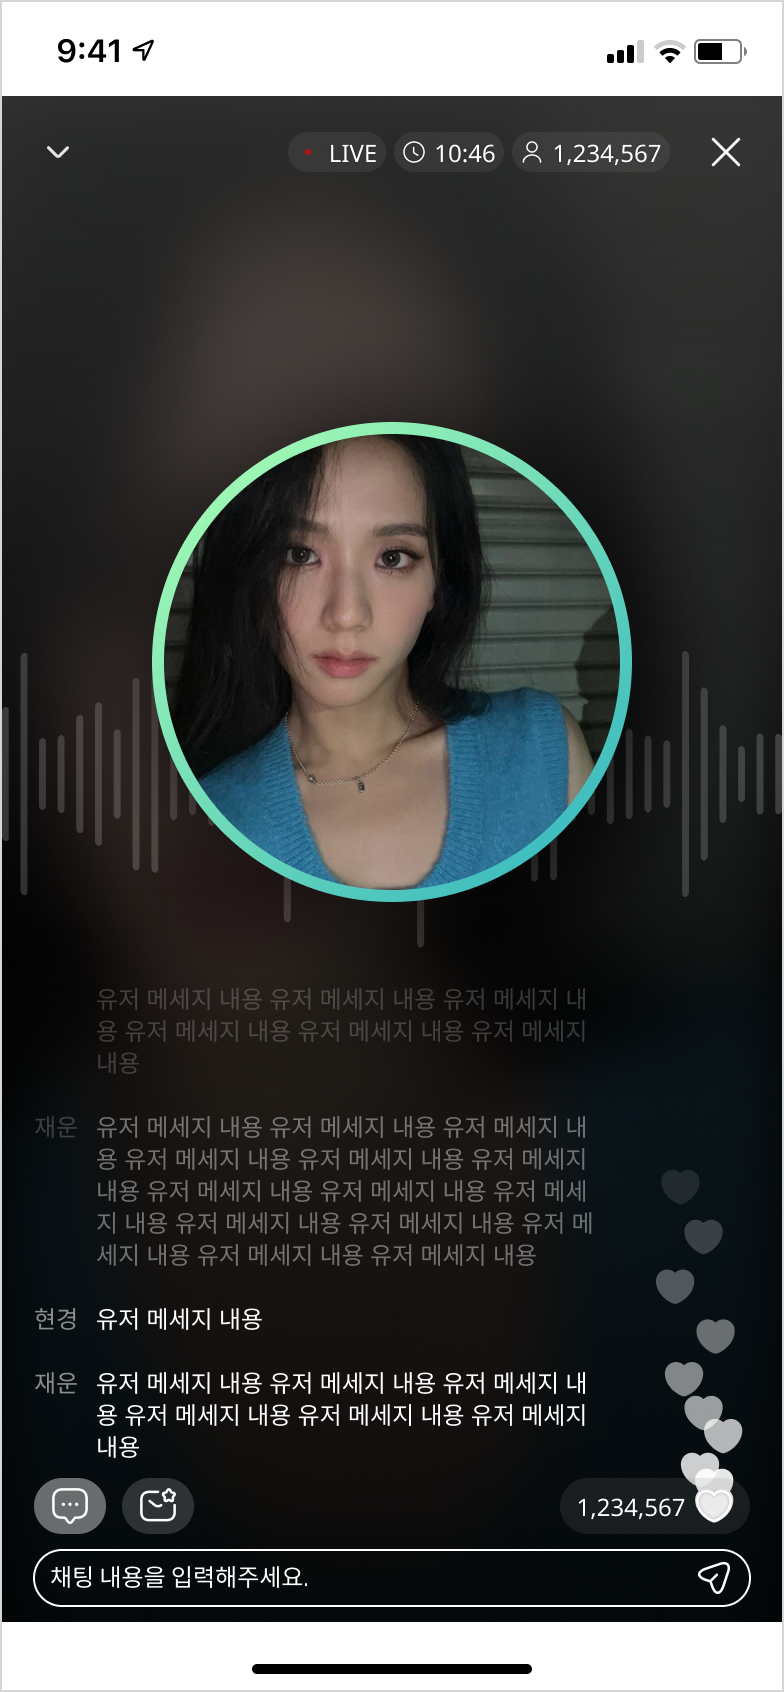 9:41
LIVE 10:46 1,234,567
유저 메세지 내용 유저 메세지 내용 유저 메세지 내
용 유저 메세지 내용 유저 메세지 내용 유저 메세지
내용
재운 유저 메세지 내용 유저 메세지 내용 유저 메세지 내
용 유저 메세지 내용 유저 메세지 내용 유저 메세지
내용 유저 메세지 내용 유저 메세지 내용 유저 메세
지 내용 유저 메세지 내용 유저 메세지 내용 유저 메
세지 내용 유저 메세지 내용 유저 메세지 내용
현경 유저 메세지 내용
재운 유저 메세지 내용 유저 메세지 내용 유저 메세지 내
용 유저 메세지 내용 유저 메세지 내용 유저 메세지
내용
1,234,567
채팅 내용을 입력해주세요.